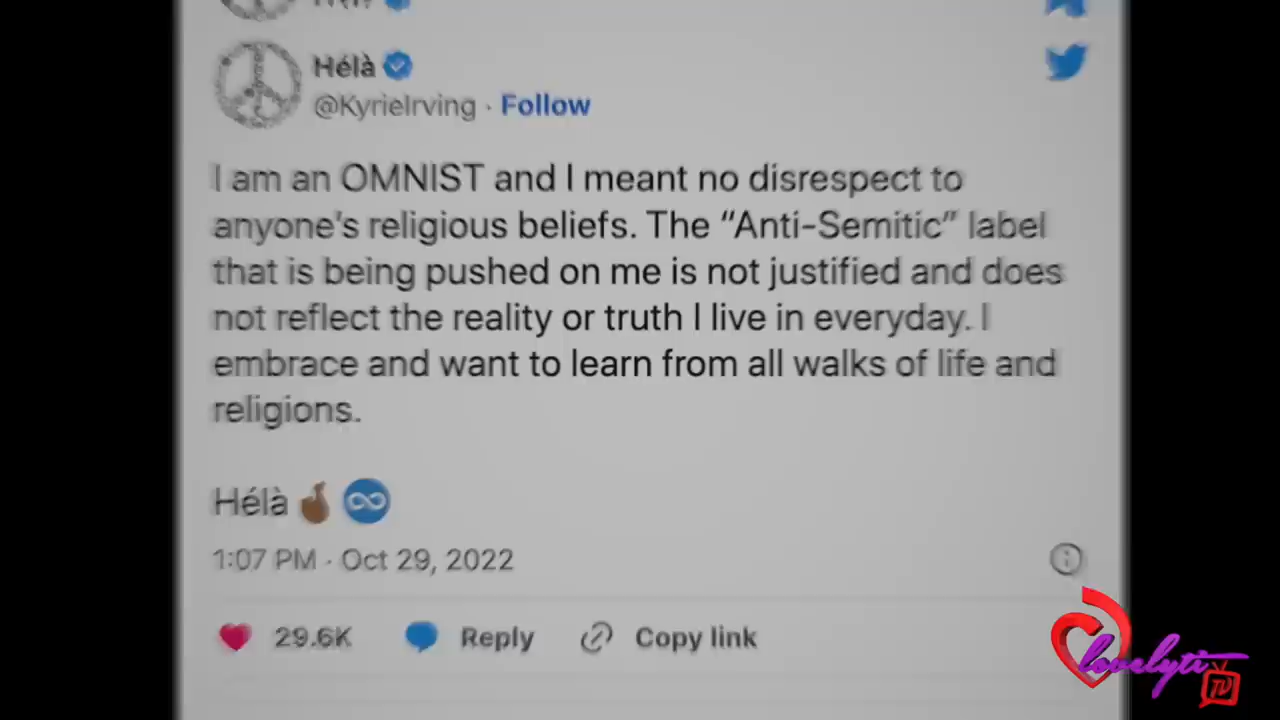 Hélà
@KyrieIrving · Follow
I am an OMNIST and I meant no disrespect to
anyone's religious beliefs. The “Anti-Semitic” label
that is being pushed on me is not justified and does
not reflect the reality or truth I live in everyday. I
embrace and want to learn from all walks of life and
religions.
Hélà 🤞🏾 ♾
1:07 PM · Oct 29, 2022
29.6K Reply Copy link
lovelyti
TV